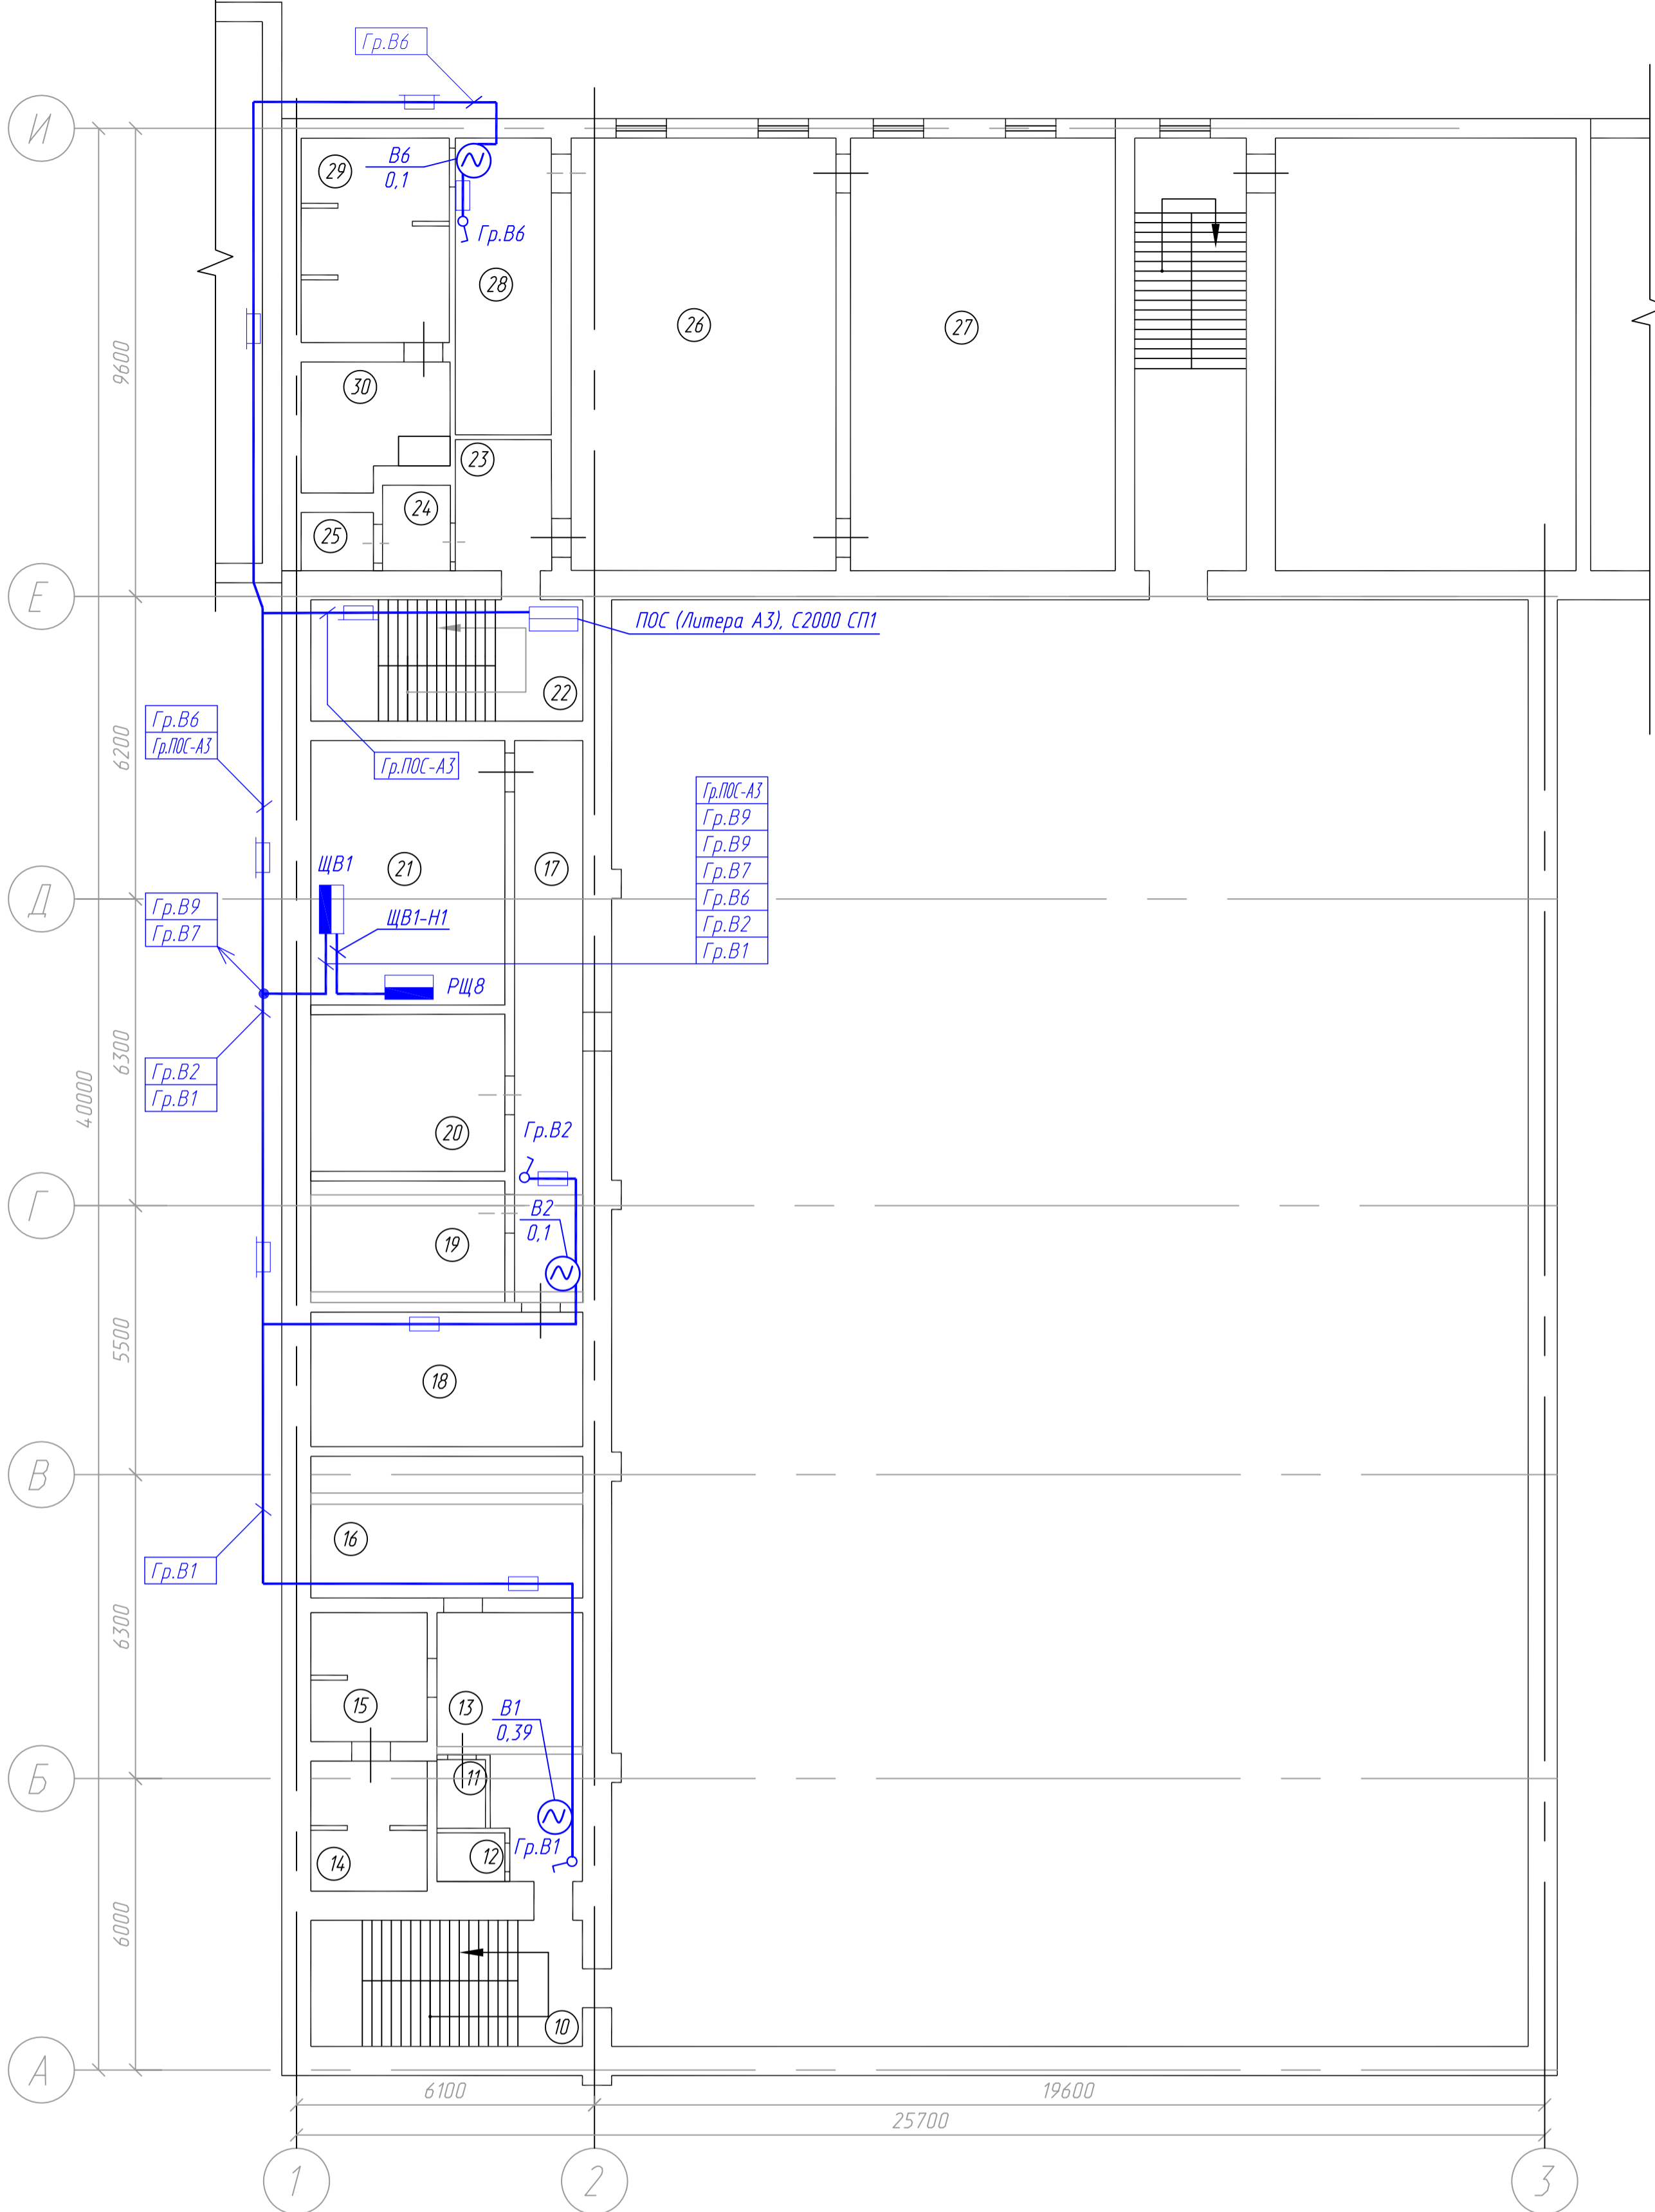 Гр.В6
И
29
В6
0,1
Гр.В6
28
26
27
9600
30
23
24
25
Е
ПОС (Литера А3), С2000 СП1
22
Гр.В6
Гр.ПОС-А3
6200
Гр.ПОС-А3
Гр.ПОС-А3
Гр.В9
Гр.В9
Гр.В7
Гр.В6
Гр.В2
Гр.В1
ЩВ1
21
17
Д
Гр.В9
Гр.В7
ЩВ1-Н1
РЩ8
6300
40000
Гр.В2
Гр.В1
20
Гр.В2
Г
В2
0,1
19
5500
18
В
16
Гр.В1
6300
15
13
В1
0,39
Б
11
Гр.В1
12
14
6000
10
А
6100
19600
25700
1
2
3